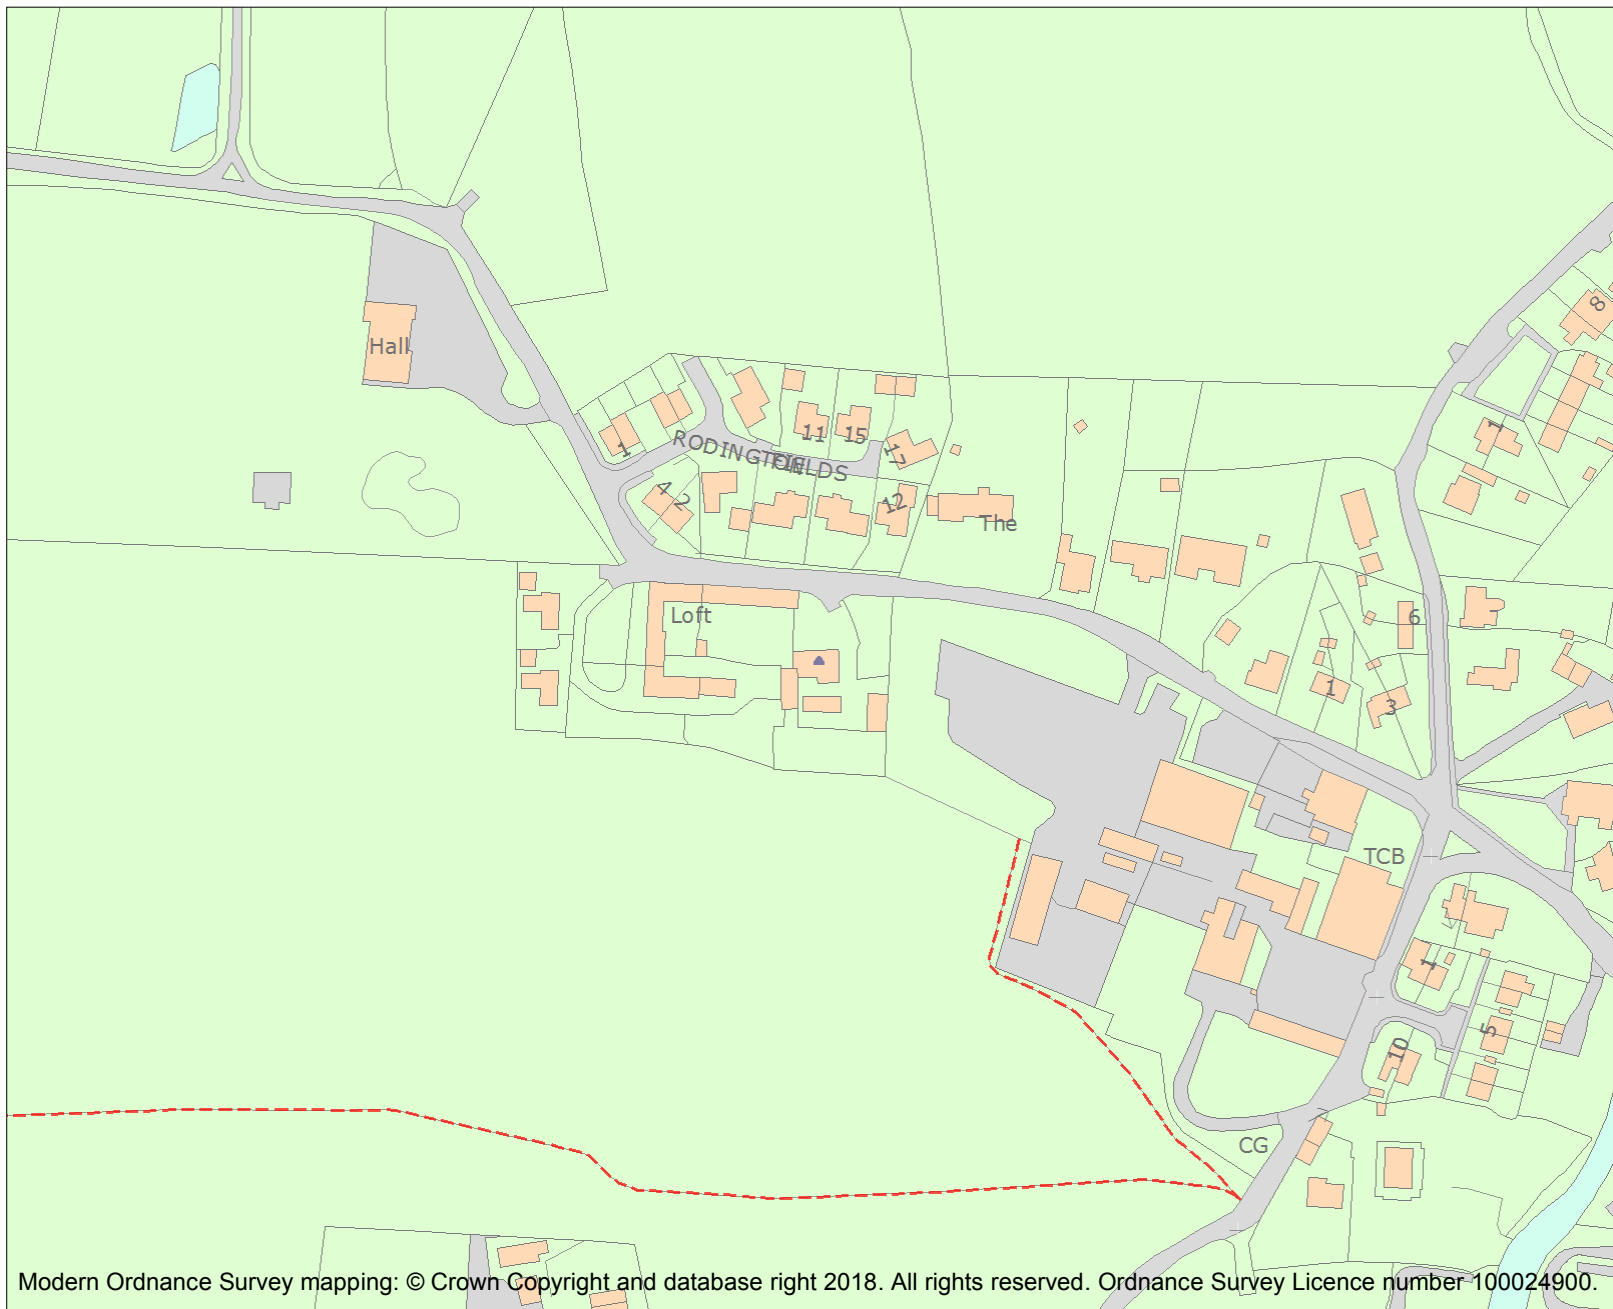 8
Hall
1
11
15
17
1
RODINGTON
FIELDS
4
2
12
The
Loft
6
1
3
TCB
1
5
10
CG
Modern Ordnance Survey mapping: © Crown Copyright and database right 2018. All rights reserved. Ordnance Survey Licence number 100024900.